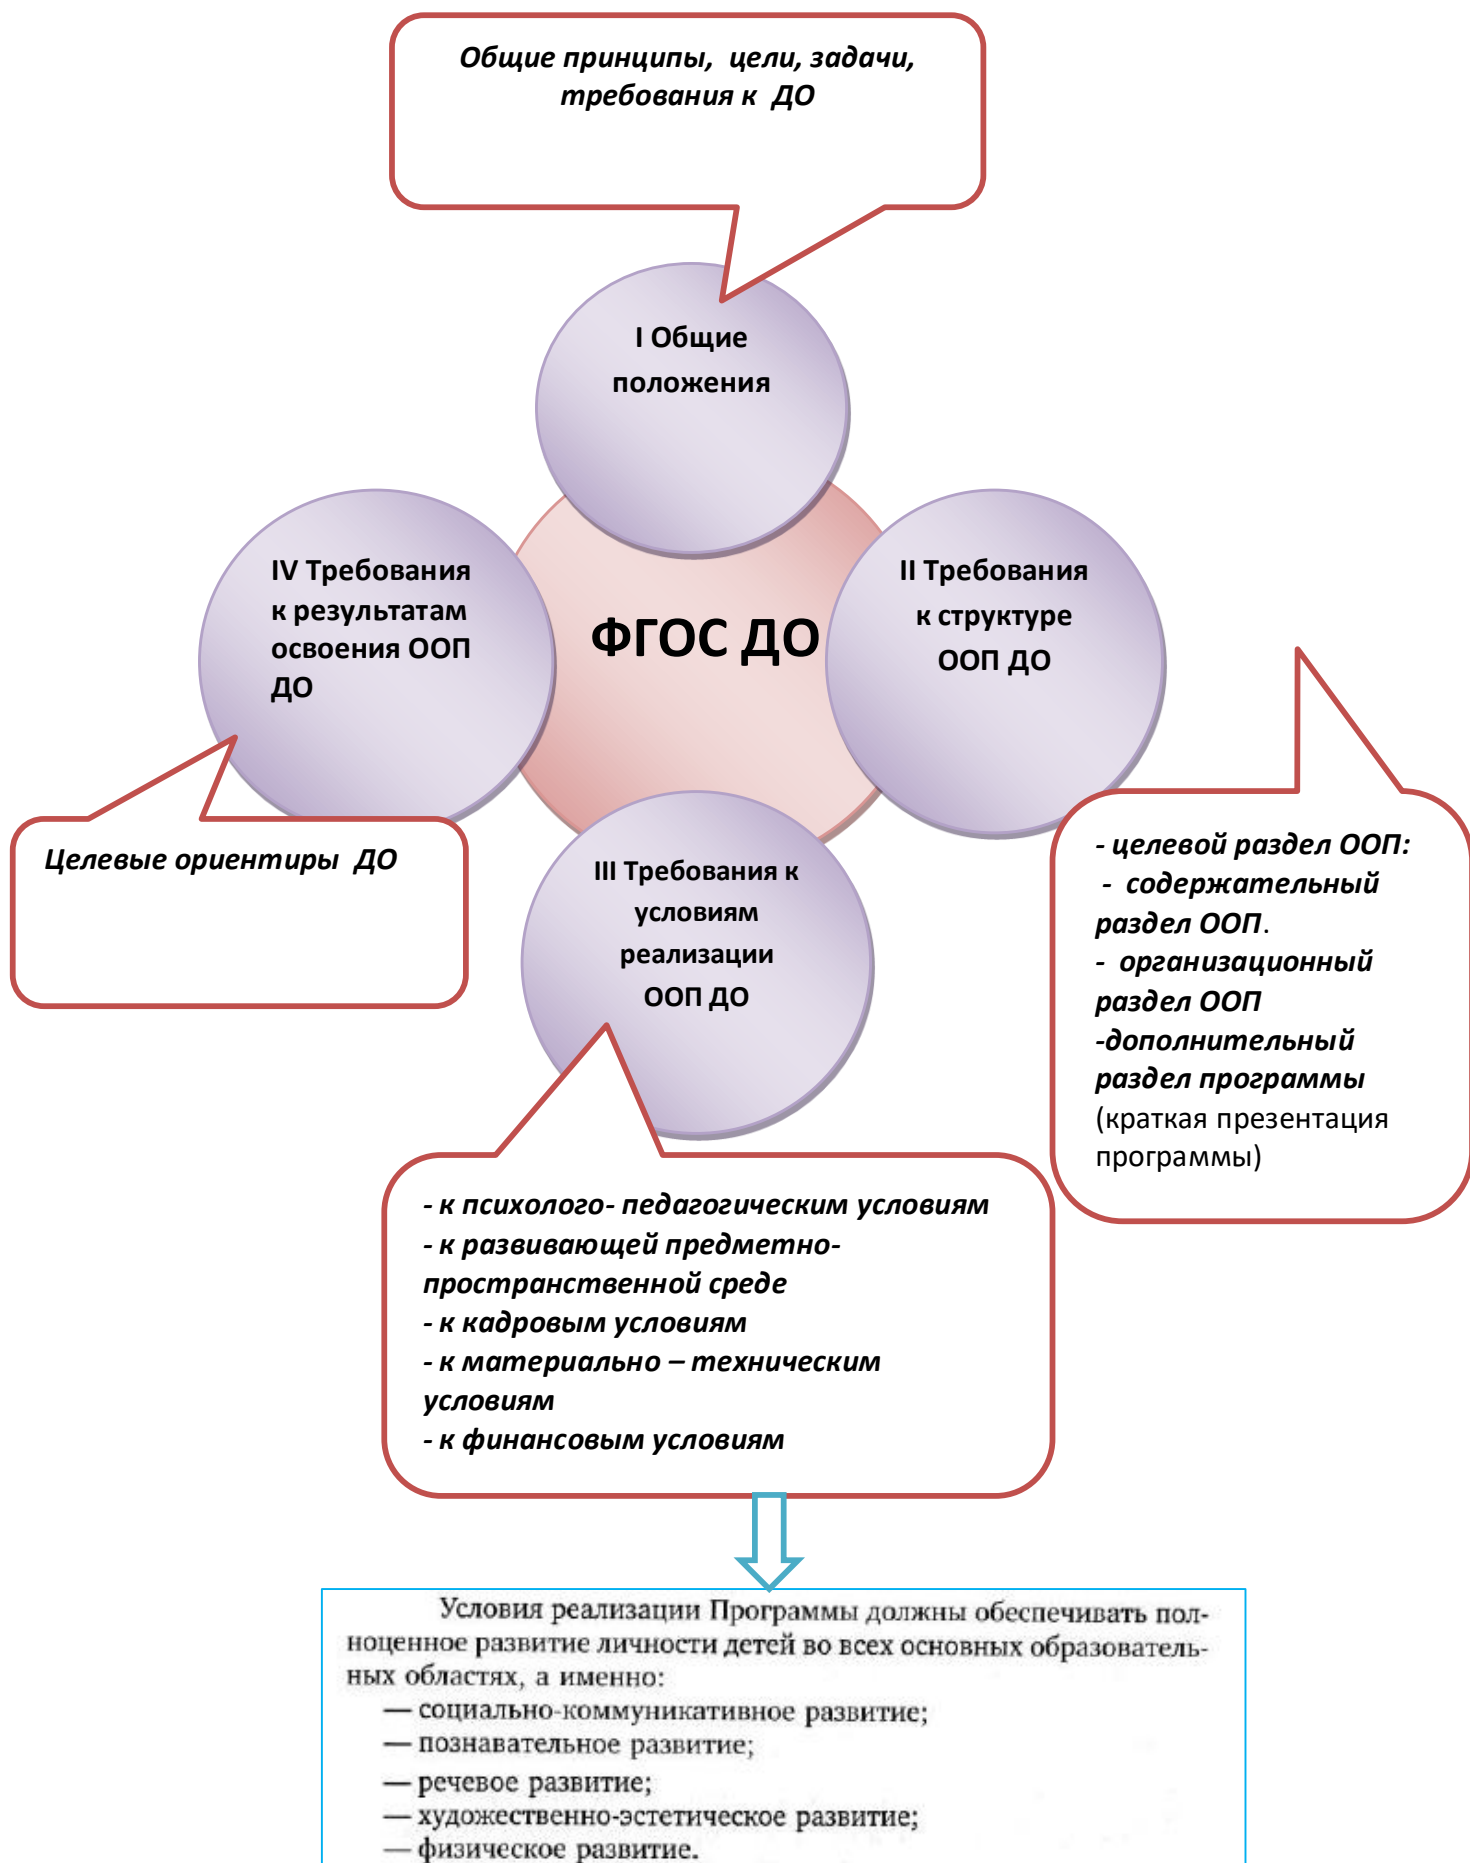 Общие принципы, цели, задачи,
требования к ДО
I Общие
положения
IV Требования
к результатам
освоения ООП
ДО
ФГОС ДО
II Требования
к структуре
ООП ДО
Целевые ориентиры ДО
III Требования к
условиям
реализации
ООП ДО
- целевой раздел ООП:
- содержательный
раздел ООП.
- организационный
раздел ООП
-дополнительный
раздел программы
(краткая презентация
программы)
- к психолого- педагогическим условиям
- к развивающей предметно-
пространственной среде
- к кадровым условиям
- к материально – техническим
условиям
- к финансовым условиям
Условия реализации Программы должны обеспечивать пол-
ноценное развитие личности детей во всех основных образователь-
ных областях, а именно:
— социально-коммуникативное развитие;
— познавательное развитие;
— речевое развитие;
— художественно-эстетическое развитие;
— физическое развитие.